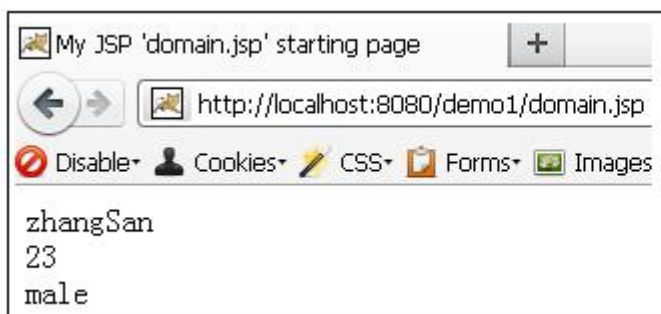 My JSP 'domain.jsp' starting page +
http://localhost:8080/demo1/domain.jsp
Disable Cookies CSS Forms Images
zhangSan
23
male